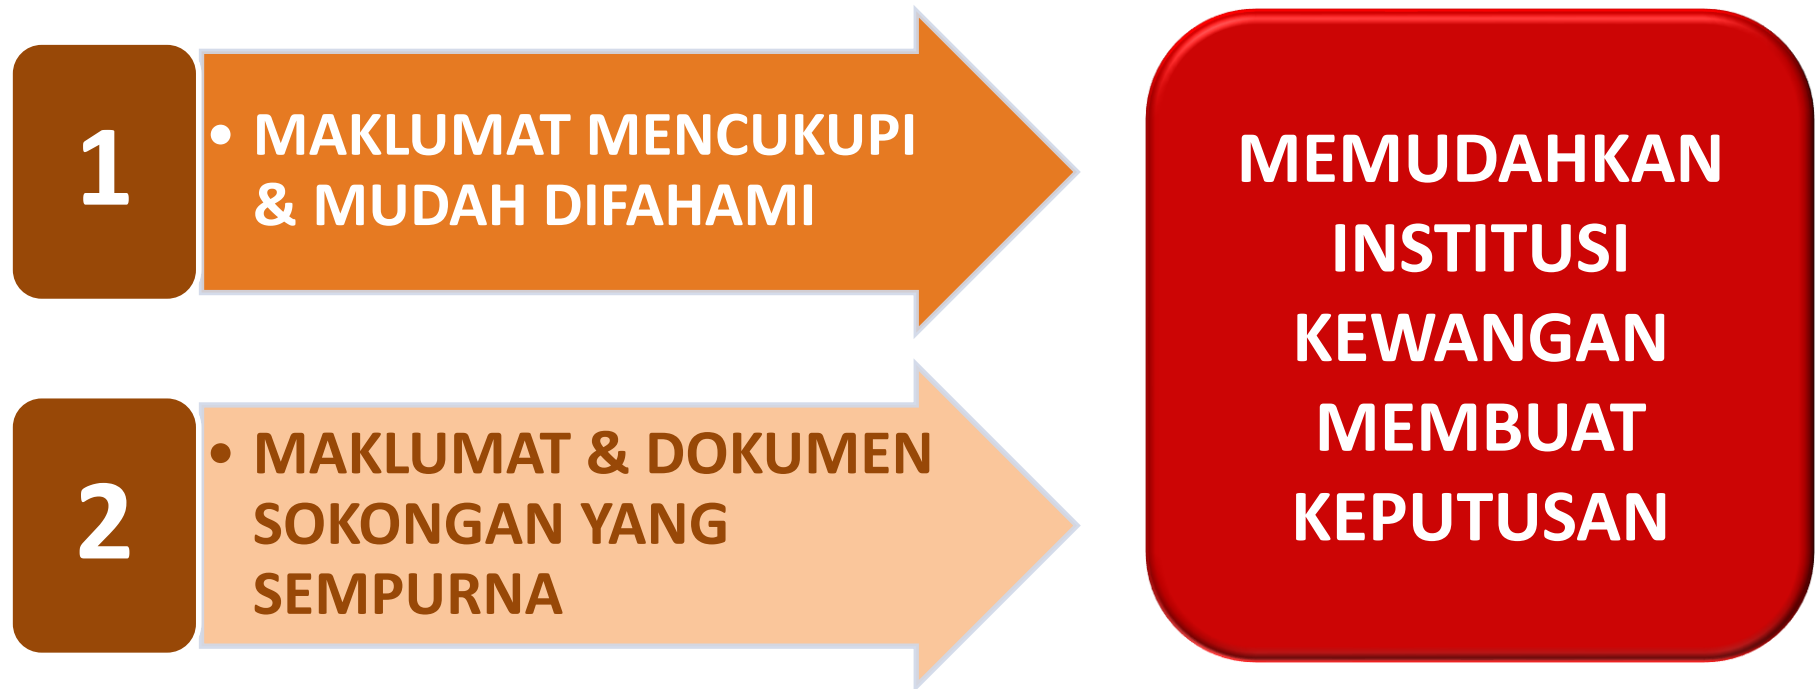 1
• MAKLUMAT MENCUKUPI
& MUDAH DIFAHAMI
2
• MAKLUMAT & DOKUMEN
SOKONGAN YANG
SEMPURNA
MEMUDAHKAN
INSTITUSI
KEWANGAN
MEMBUAT
KEPUTUSAN